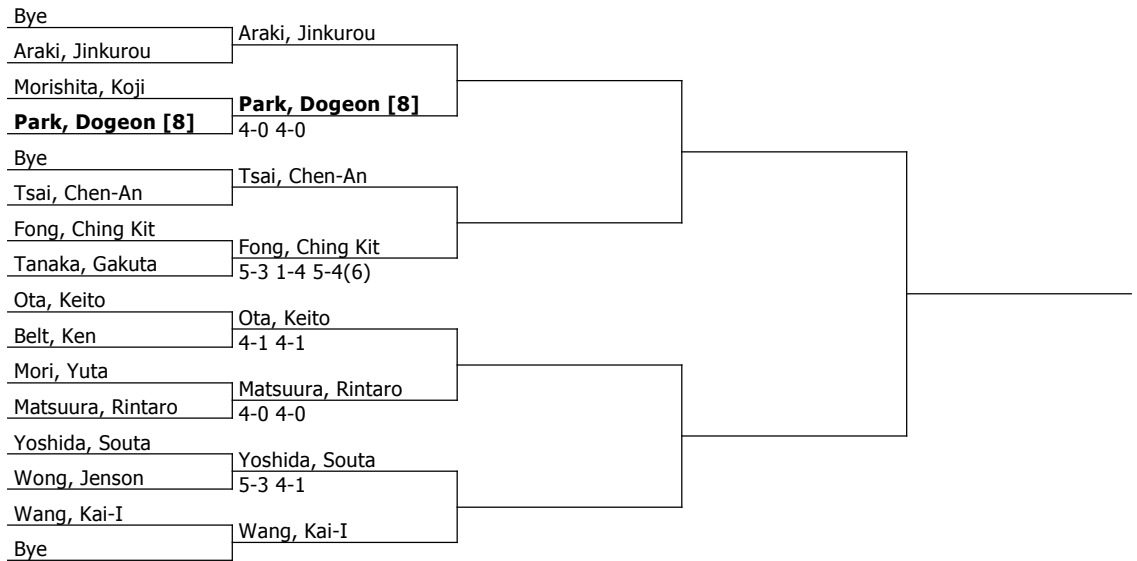 Bye
Araki, Jinkurou
Morishita, Koji
Park, Dogeon [8]
Bye
Tsai, Chen-An
Fong, Ching Kit
Tanaka, Gakuta
Ota, Keito
Belt, Ken
Mori, Yuta
Matsuura, Rintaro
Yoshida, Souta
Wong, Jenson
Wang, Kai-I
Bye
Araki, Jinkurou
Park, Dogeon [8]
4-0 4-0
Tsai, Chen-An
Fong, Ching Kit
5-3 1-4 5-4(6)
Ota, Keito
4-1 4-1
Matsuura, Rintaro
4-0 4-0
Yoshida, Souta
5-3 4-1
Wang, Kai-I